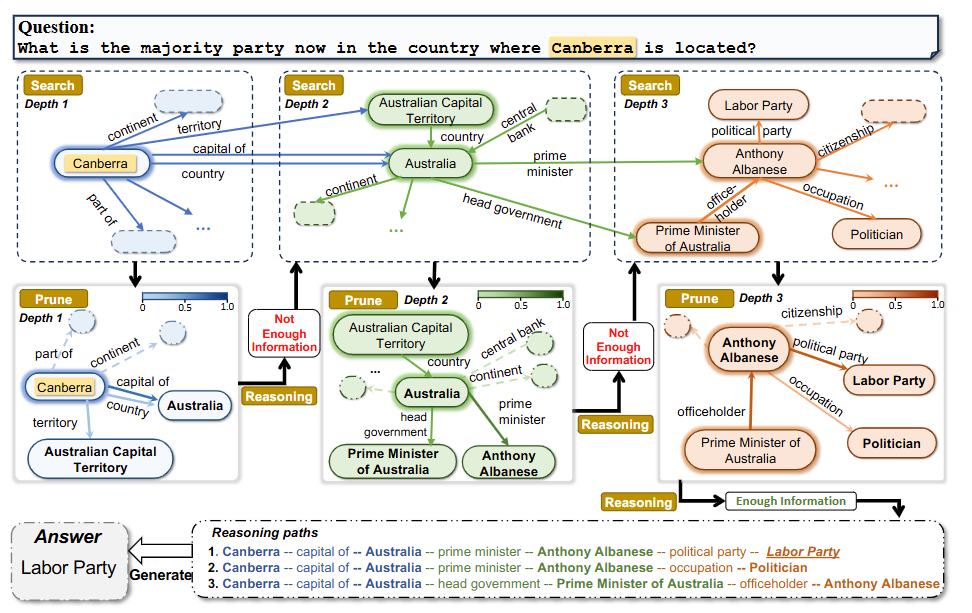 Question:
What is the majority party now in the country where Canberra is located?
Search
Depth 1
continent
territory
Canberra
capital of
country
part of
...
Search
Depth 2
Australian Capital
Territory
country
central
bank
Australia
continent
...
head government
prime
minister
Search
Depth 3
Labor Party
political party
citizenship
Anthony
Albanese
...
office-
holder
occupation
Prime Minister
of Australia
Politician
Prune
Depth 1
0 0.5 1.0
part of
continent
Canberra
capital of
country
Australia
territory
Australian Capital
Territory
Not
Enough
Information
Reasoning
Prune
Depth 2
0 0.5 1.0
Australian Capital
Territory
country
central bank
...
continent
Australia
head
government
prime
minister
Prime Minister
of Australia
Anthony
Albanese
Not
Enough
Information
Reasoning
Prune
Depth 3
0 0.5 1.0
citizenship
Anthony
Albanese
political party
Labor Party
occupation
officeholder
Prime Minister of
Australia
Politician
Reasoning
Enough Information
Answer
Labor Party
Generate
Reasoning paths
1. Canberra -- capital of -- Australia -- prime minister -- Anthony Albanese -- political party -- Labor Party
2. Canberra -- capital of -- Australia -- prime minister -- Anthony Albanese -- occupation -- Politician
3. Canberra -- capital of -- Australia -- head government -- Prime Minister of Australia -- officeholder -- Anthony Albanese